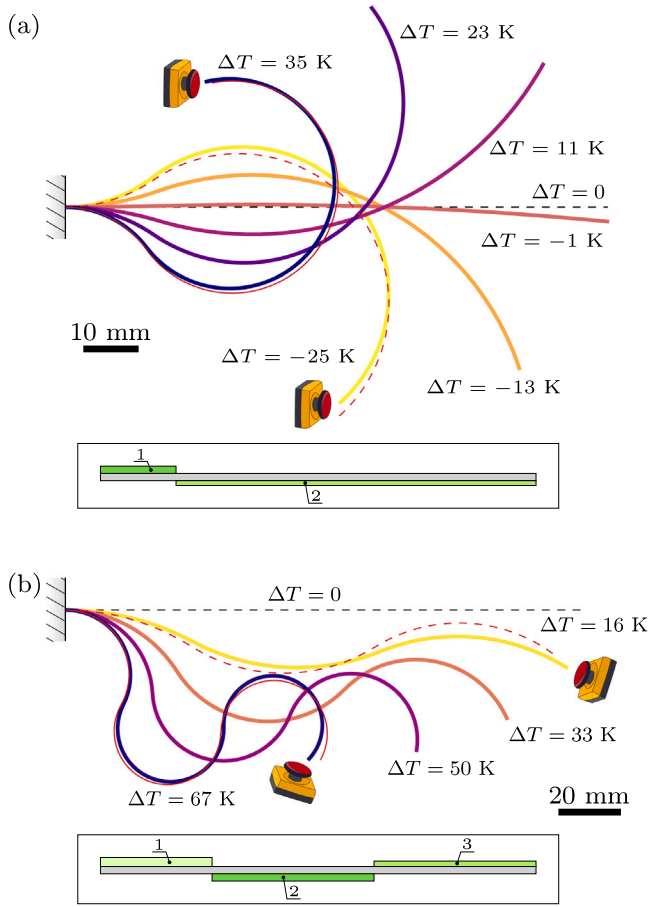 (a)
ΔT = 23 K
ΔT = 35 K
ΔT = 11 K
ΔT = 0
ΔT = −1 K
10 mm
ΔT = −25 K
ΔT = −13 K
1
2
(b)
ΔT = 0
ΔT = 16 K
ΔT = 33 K
ΔT = 50 K
ΔT = 67 K
20 mm
1
3
2